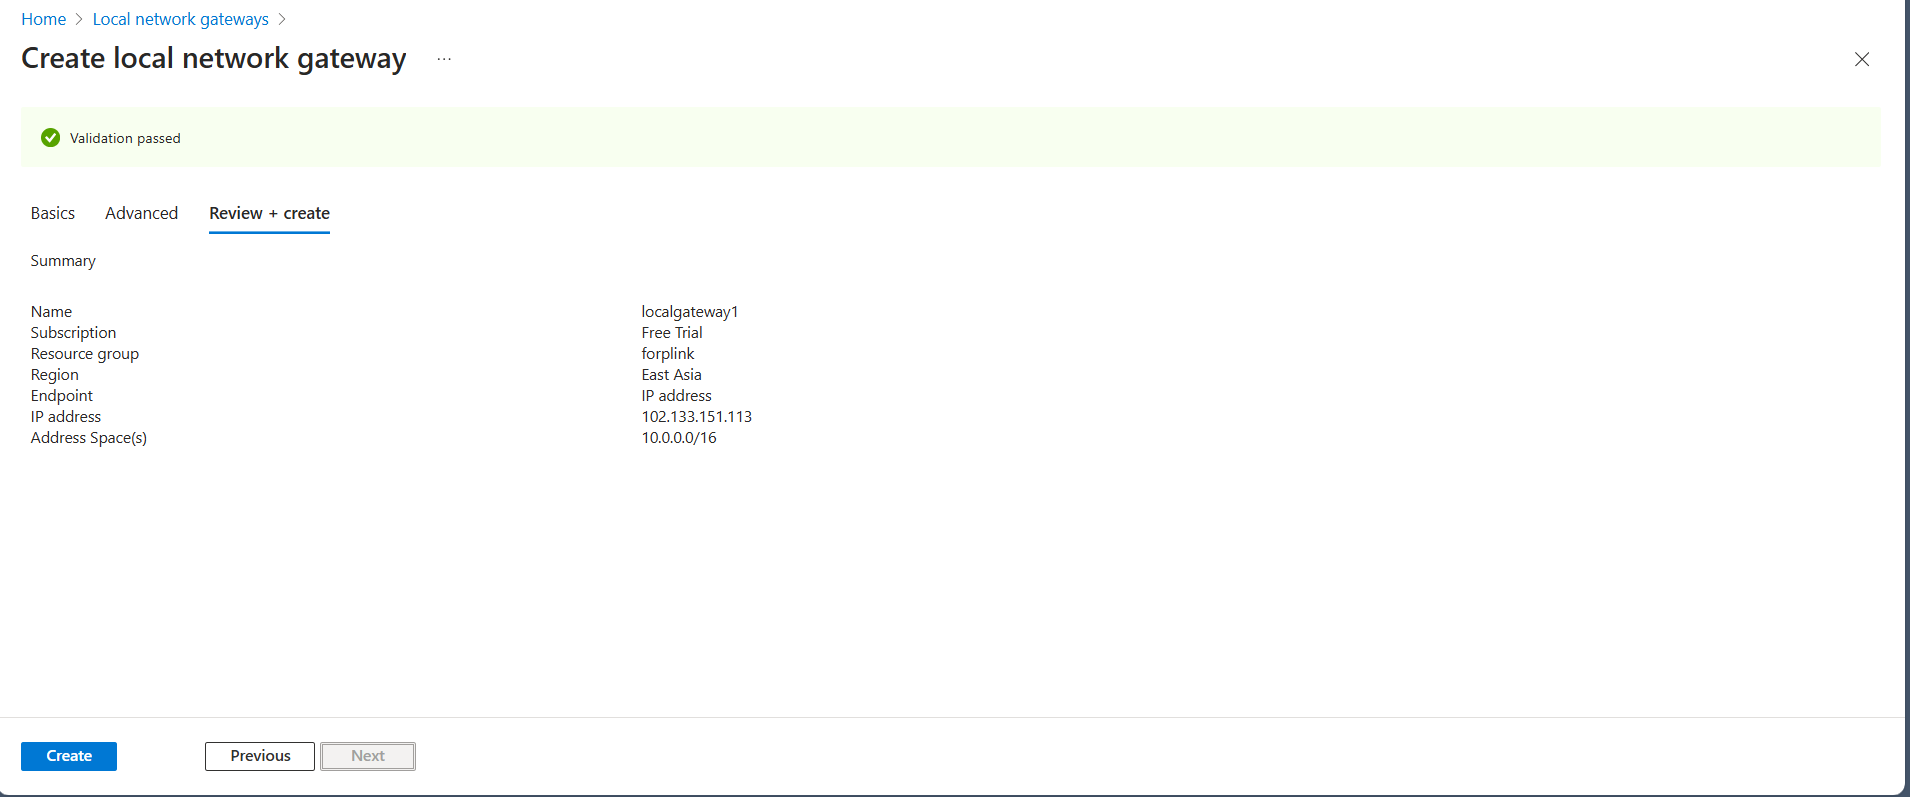 Home > Local network gateways >
Create local network gateway ...
Validation passed
Basics Advanced Review + create
Summary
Name localgateway1
Subscription Free Trial
Resource group forplink
Region East Asia
Endpoint IP address
IP address 102.133.151.113
Address Space(s) 10.0.0.0/16
Create Previous Next